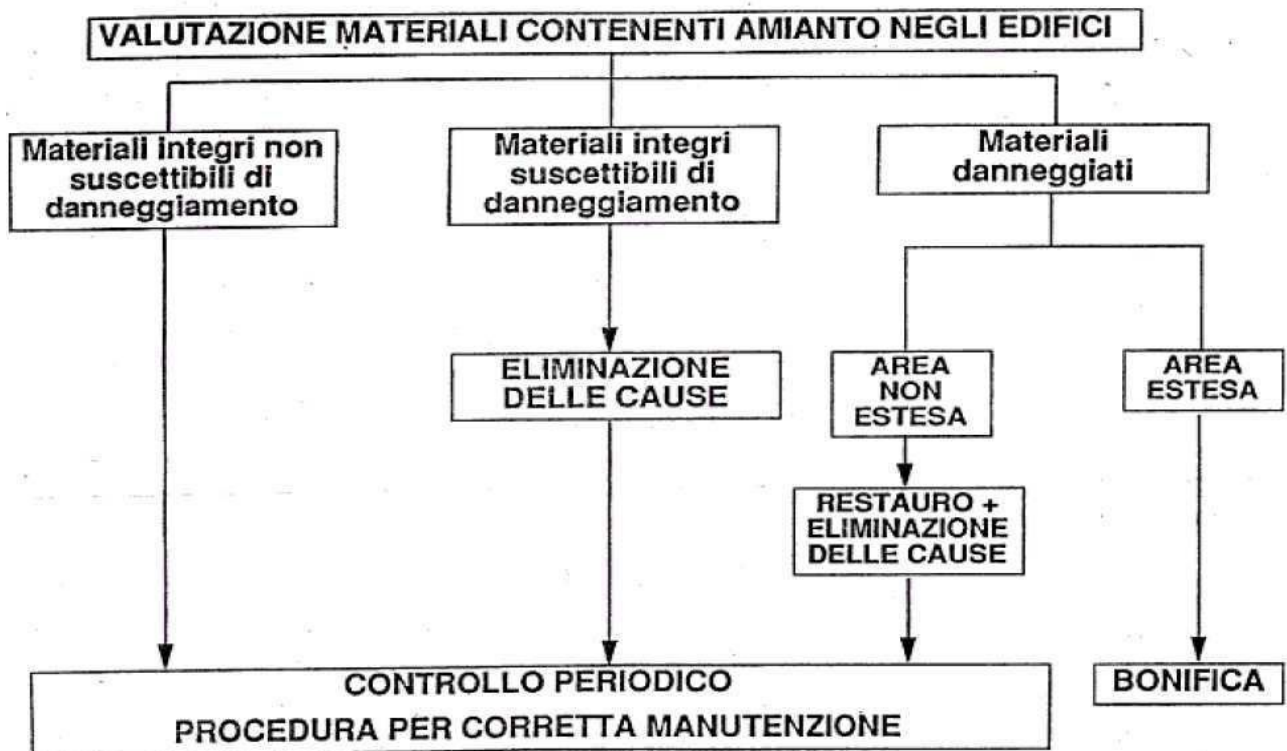 VALUTAZIONE MATERIALI CONTENENTI AMIANTO NEGLI EDIFICI
Materiali integri non
suscettibili di
danneggiamento
Materiali integri
suscettibili di
danneggiamento
Materiali
danneggiati
ELIMINAZIONE
DELLE CAUSE
AREA
NON
ESTESA
AREA
ESTESA
RESTAURO +
ELIMINAZIONE
DELLE CAUSE
CONTROLLO PERIODICO
PROCEDURA PER CORRETTA MANUTENZIONE
BONIFICA